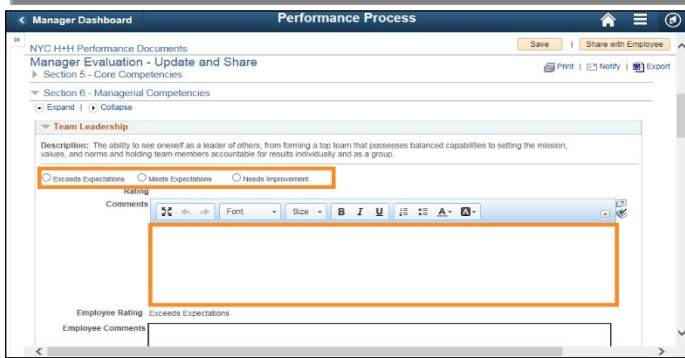 Manager Dashboard
Performance Process
NYC H+H Performance Documents
Save | Share with Employee
Manager Evaluation - Update and Share
Print | Notify | Export
Section 5 - Core Competencies
Section 6 - Managerial Competencies
Expand | Collapse
Team Leadership
Description:: The ability to see oneself as a leader of others, from forming a top team that possesses balanced capabilities to setting the mission,
values, and norms and holding team members accountable for results individually and as a group.
Exceeds Expectations Meets Expectations Needs Improvement
Rating
Comments
Font Size B I U A A
Employee Rating Exceeds Expectations
Employee Comments